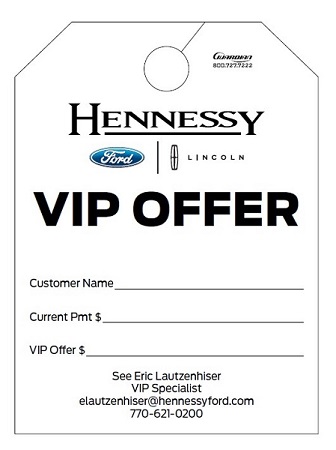 Guardian
800.727.7222
HENNESSY
Ford LINCOLN
VIP OFFER
Customer Name
Current Pmt $
VIP Offer $
See Eric Lautzenhiser
VIP Specialist
elautzenhiser@hennessyford.com
770-621-0200